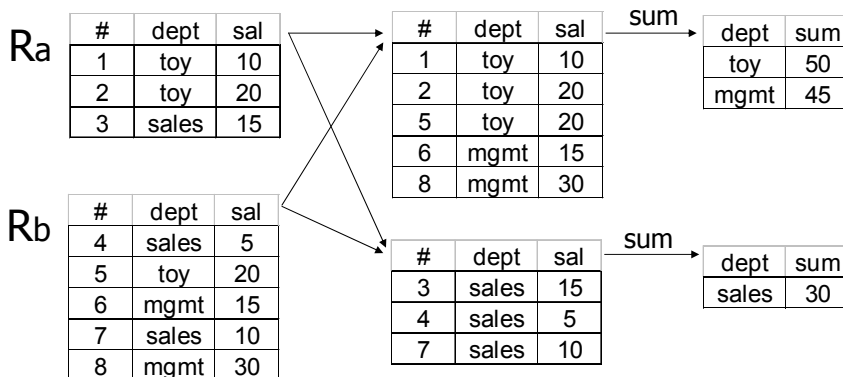 Ra
# dept sal
1 toy 10
2 toy 20
3 sales 15
Rb
# dept sal
4 sales 5
5 toy 20
6 mgmt 15
7 sales 10
8 mgmt 30
# dept sal
1 toy 10
2 toy 20
5 toy 20
6 mgmt 15
8 mgmt 30
sum
dept sum
toy 50
mgmt 45
# dept sal
3 sales 15
4 sales 5
7 sales 10
sum
dept sum
sales 30